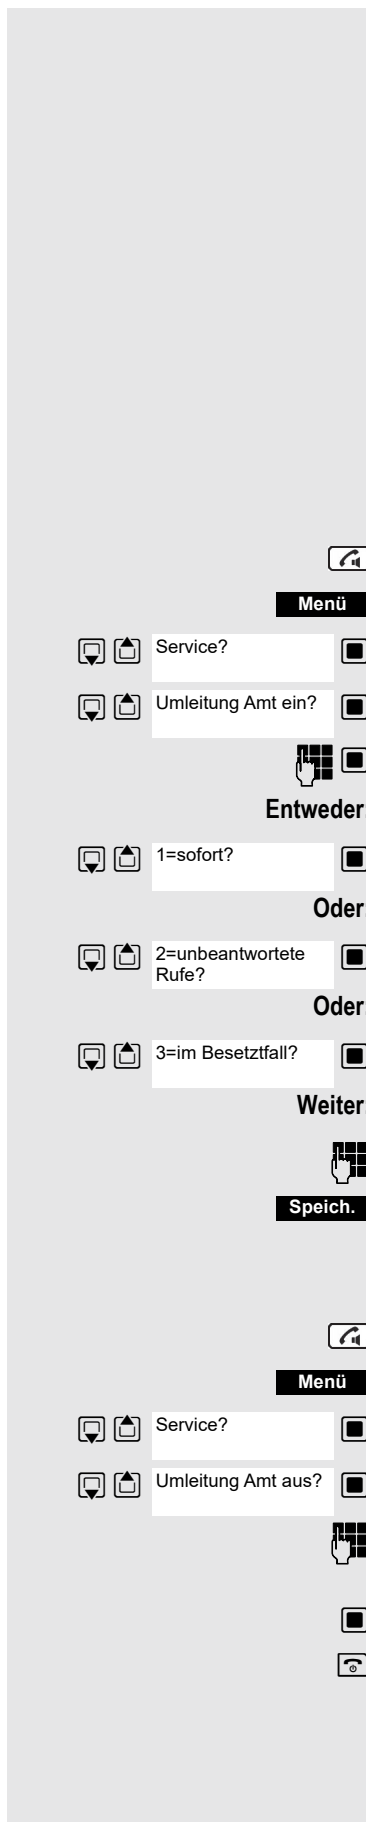 Menü
Service?
Umleitung Amt ein?
Entweder:
1=sofort?
Oder:
2=unbeantwortete
Rufe?
Oder:
3=im Besetztfall?
Weiter:
Speich.
Menü
Service?
Umleitung Amt aus?